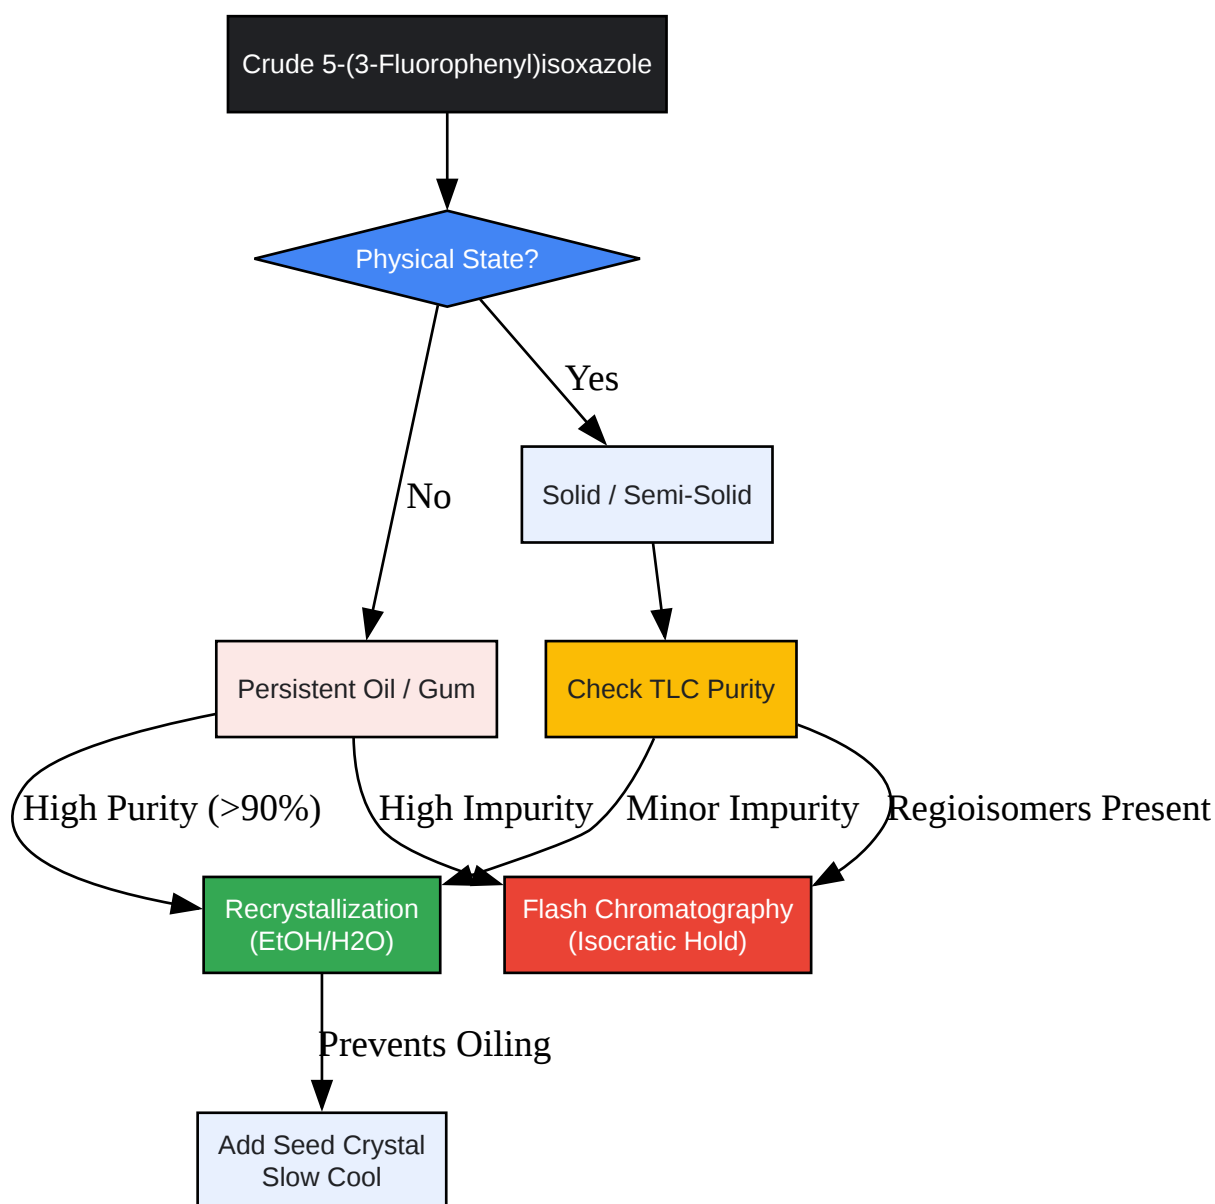 Crude 5-(3-Fluorophenyl)isoxazole
Physical State?
Yes
No
Solid / Semi-Solid
Persistent Oil / Gum
Check TLC Purity
High Purity (>90%)
High Impurity
Minor Impurity
Regioisomers Present
Recrystallization
(EtOH/H2O)
Flash Chromatography
(Isocratic Hold)
Prevents Oiling
Add Seed Crystal
Slow Cool